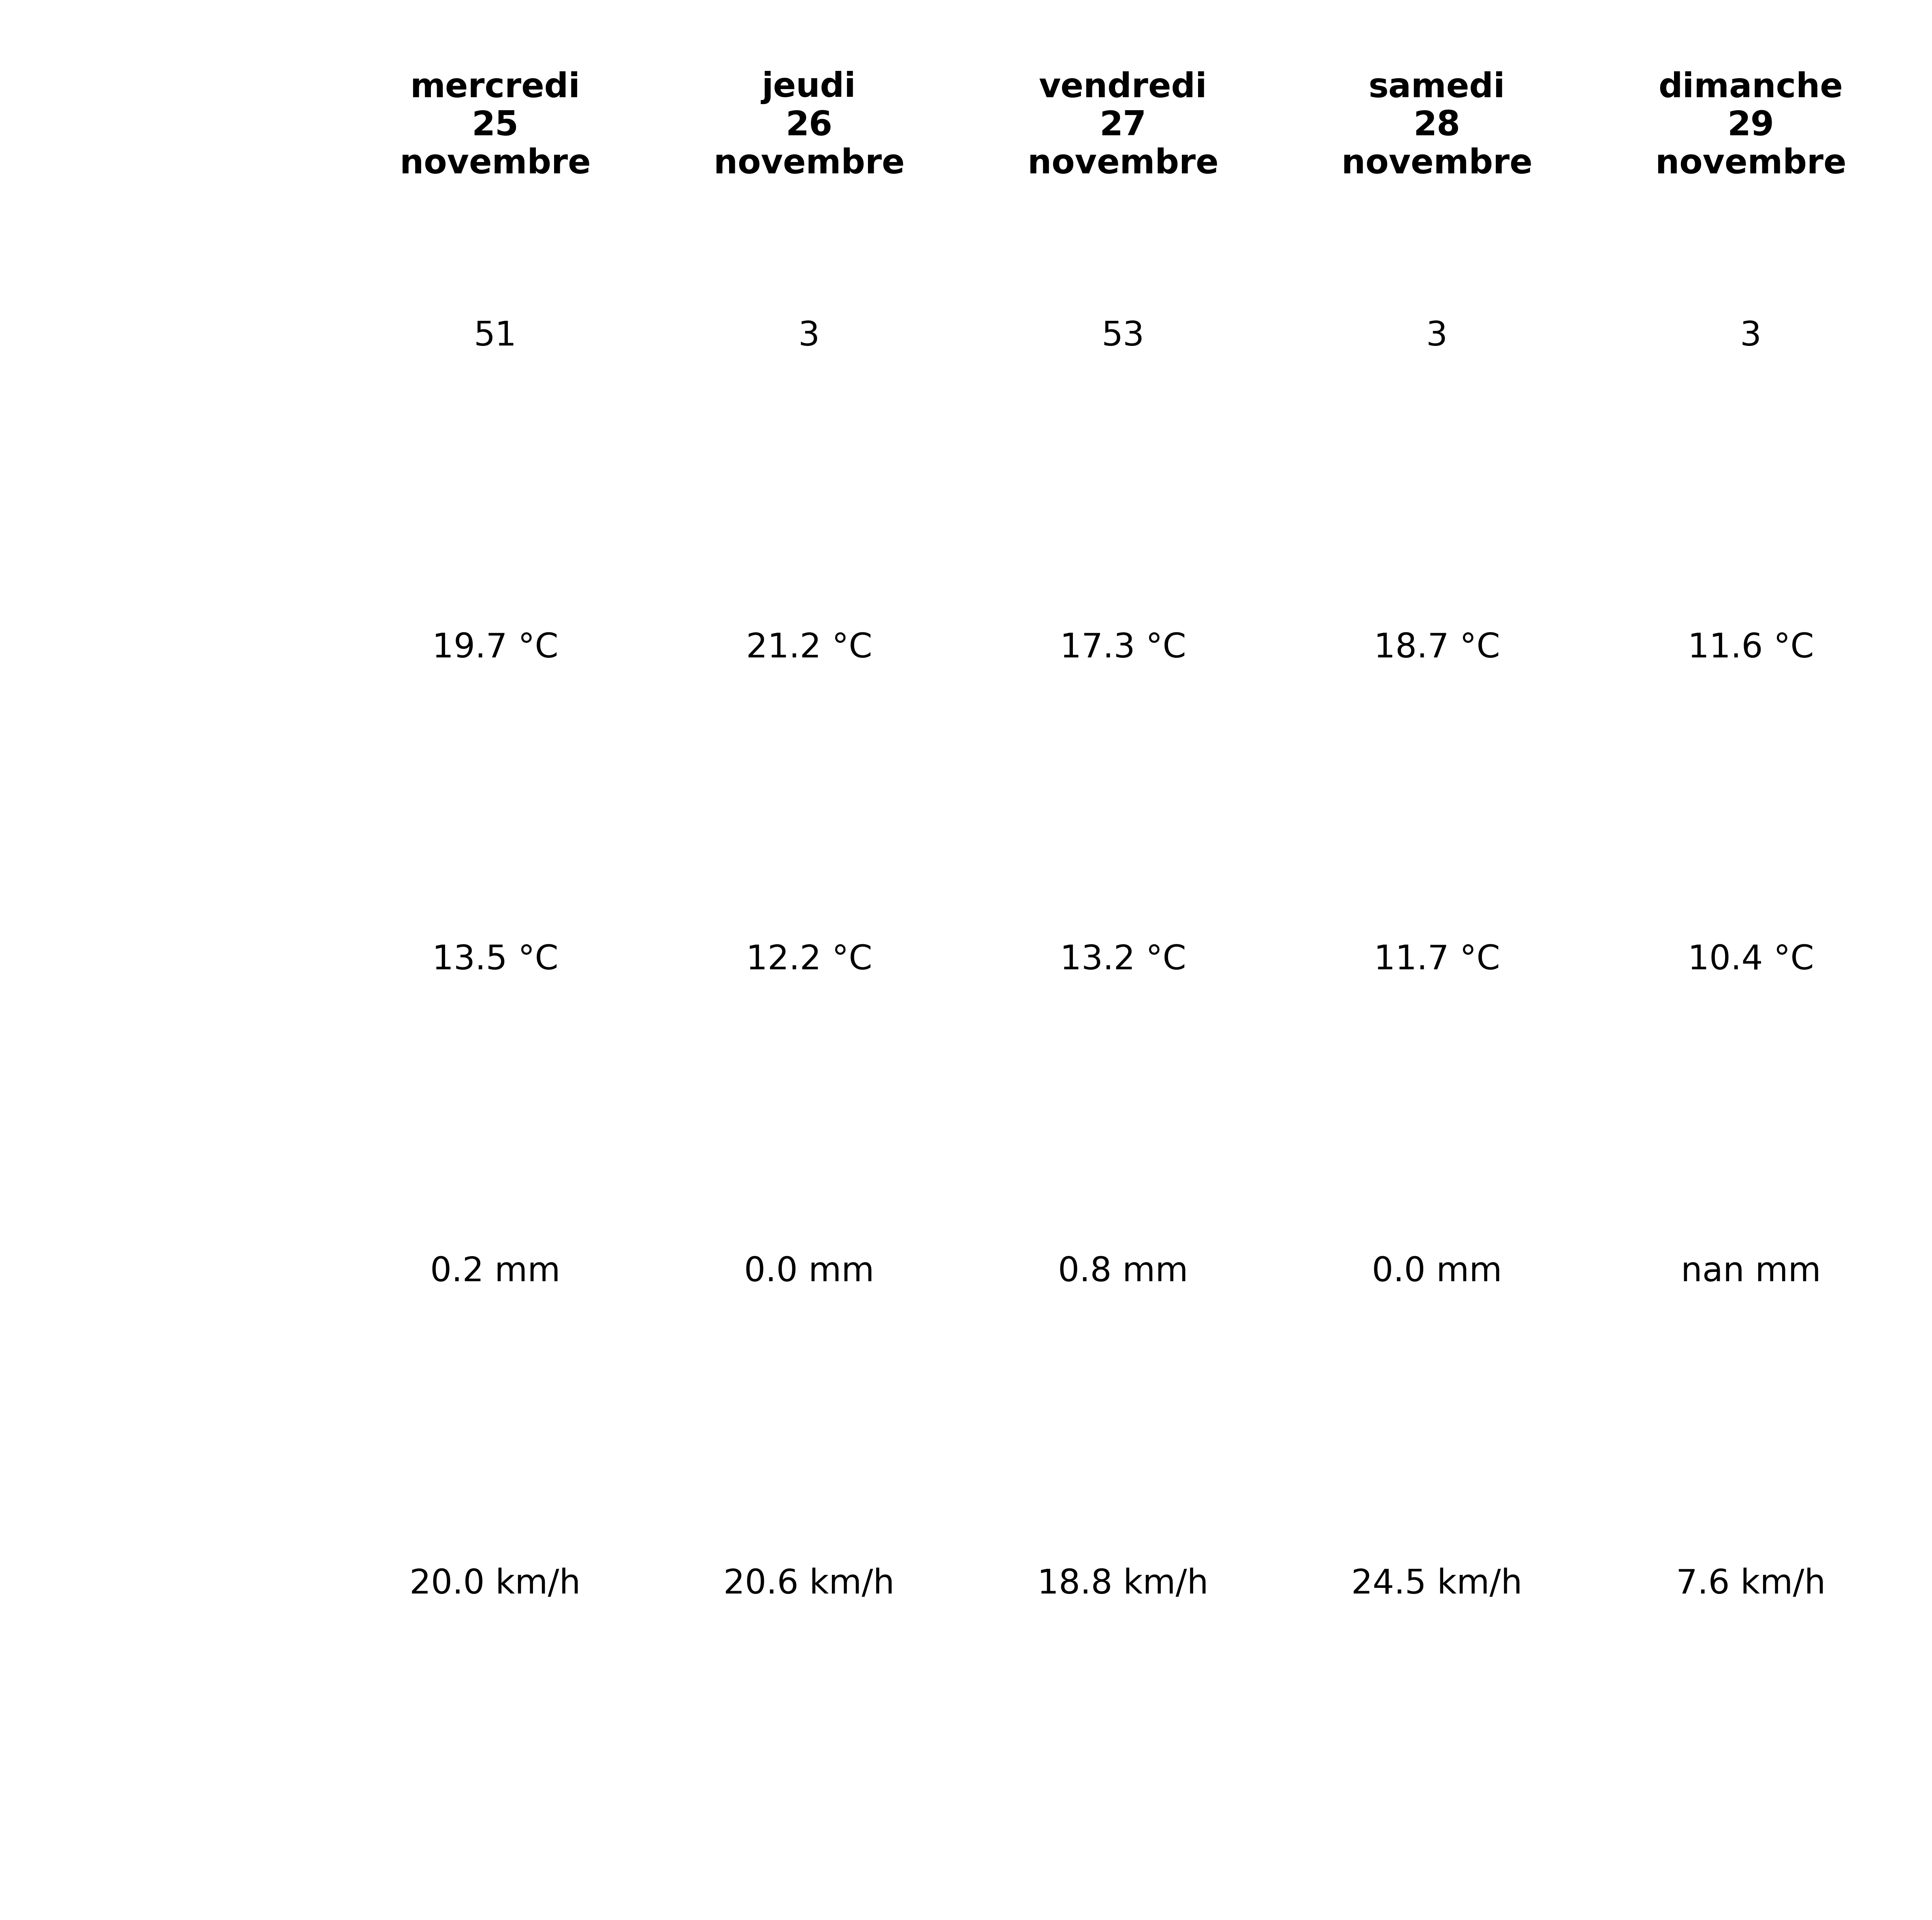 mercredi jeudi vendredi samedi dimanche
25 26 27 28 29
novembre novembre novembre novembre novembre
51 3 53 3 3
19.7 °C 21.2 °C 17.3 °C 18.7 °C 11.6 °C
13.5 °C 12.2 °C 13.2 °C 11.7 °C 10.4 °C
0.2 mm 0.0 mm 0.8 mm 0.0 mm nan mm
20.0 km/h 20.6 km/h 18.8 km/h 24.5 km/h 7.6 km/h